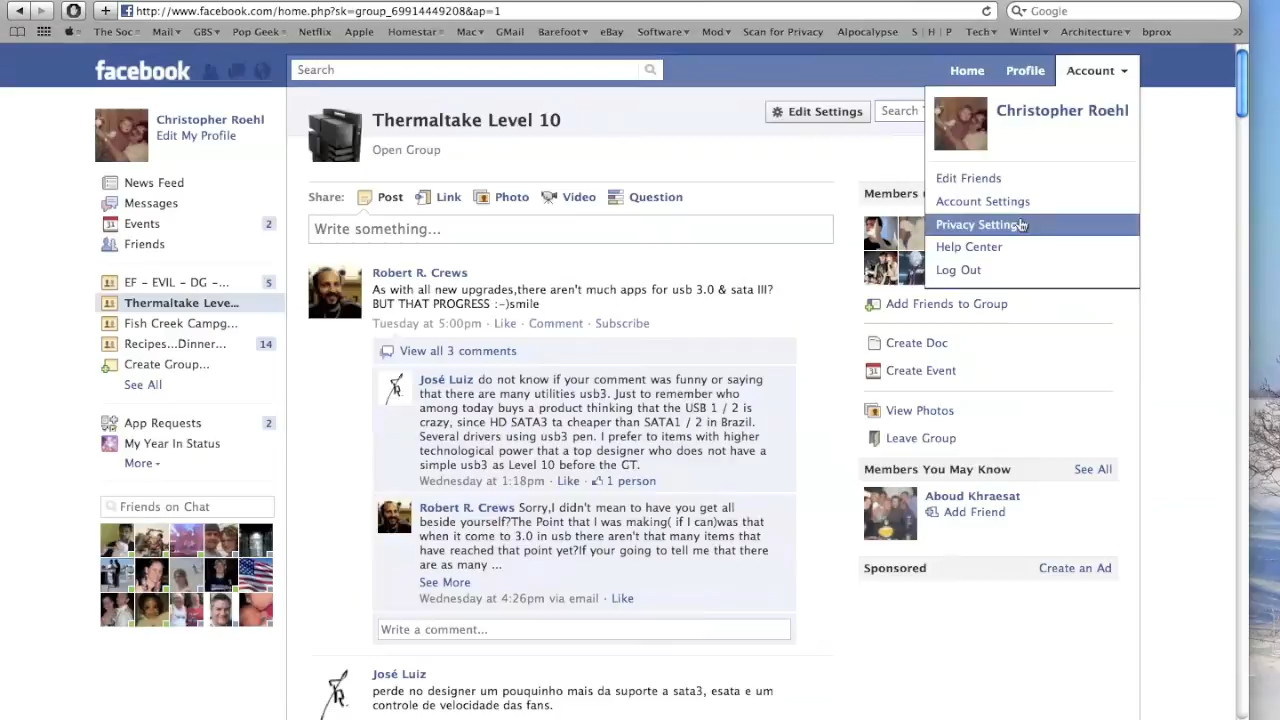 http://www.facebook.com/home.php?sk=group_69914449208&ap=1
Google
The Soc Mail GBS Pop Geek Netflix Apple Homestar Mac GMail Barefoot eBay Software Mod Scan for Privacy Alpocalypse S | H | P Tech Wintel Architecture bprox
facebook
Search
Home
Profile
Account
Christopher Roehl
Edit My Profile
News Feed
Messages
Events 2
Friends
EF - EVIL - DG -... 5
Thermaltake Leve...
Fish Creek Campg...
Recipes...Dinner... 14
Create Group...
See All
App Requests 2
My Year In Status
More
Friends on Chat
Thermaltake Level 10
Open Group
Edit Settings
Search
Share: Post Link Photo Video Question
Write something...
Robert R. Crews
As with all new upgrades,there aren't much apps for usb 3.0 & sata III?
BUT THAT PROGRESS :-)smile
Tuesday at 5:00pm · Like · Comment · Subscribe
View all 3 comments
José Luiz do not know if your comment was funny or saying
that there are many utilities usb3. Just to remember who
among today buys a product thinking that the USB 1 / 2 is
crazy, since HD SATA3 ta cheaper than SATA1 / 2 in Brazil.
Several drivers using usb3 pen. I prefer to items with higher
technological power that a top designer who does not have a
simple usb3 as Level 10 before the GT.
Wednesday at 1:18pm · Like · 1 person
Robert R. Crews Sorry,I didn't mean to have you get all
beside yourself?The Point that I was making( if I can)was that
when it come to 3.0 in usb there aren't that many items that
have reached that point yet?If your going to tell me that there
are as many ...
See More
Wednesday at 4:26pm via email · Like
Write a comment...
José Luiz
perde no designer um pouquinho mais da suporte a sata3, esata e um
controle de velocidade das fans.
Christopher Roehl
Edit Friends
Account Settings
Privacy Settings
Help Center
Log Out
Members
Add Friends to Group
Create Doc
31 Create Event
View Photos
Leave Group
Members You May Know See All
Aboud Khraesat
Add Friend
Sponsored Create an Ad